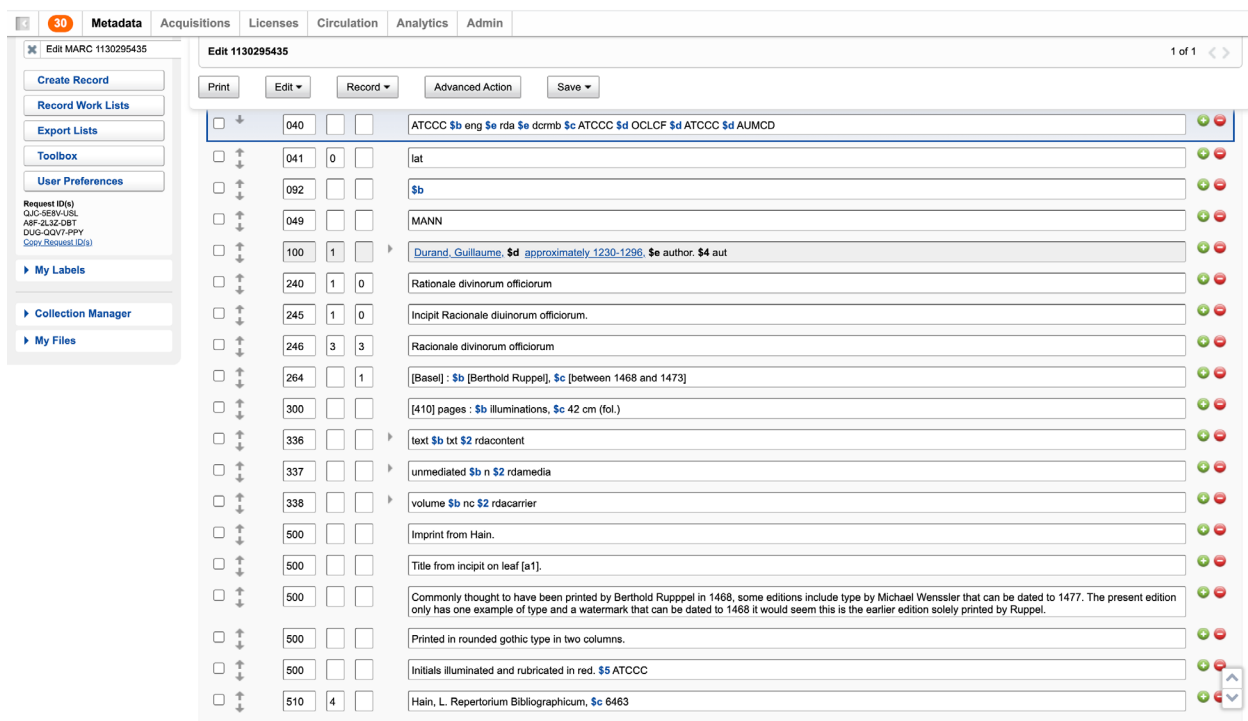 30 Metadata Acquisitions Licenses Circulation Analytics Admin
Edit MARC 1130295435
Create Record
Record Work Lists
Export Lists
Toolbox
User Preferences
Request ID(s)
QJC-5E8V-USL
A8F-2L3Z-DBT
DUG-QQV7-PPY
Copy Request ID(s)
My Labels
Collection Manager
My Files
Edit 1130295435 1 of 1
Print Edit Record Advanced Action Save
040 ATCCC $b eng $e rda $e dcrmb $c ATCCC $d OCLCF $d ATCCC $d AUMCD
041 0 lat
092 $b
049 MANN
100 1 Durand, Guillaume, $d approximately 1230-1296, $e author. $4 aut
240 1 0 Rationale divinorum officiorum
245 1 0 Incipit Racionale diuinorum officiorum.
246 3 3 Racionale divinorum officiorum
264 1 [Basel] : $b [Berthold Ruppel], $c [between 1468 and 1473]
300 [410] pages : $b illuminations, $c 42 cm (fol.)
336 text $b txt $2 rdacontent
337 unmediated $b n $2 rdamedia
338 volume $b nc $2 rdacarrier
500 Imprint from Hain.
500 Title from incipit on leaf [a1].
500 Commonly thought to have been printed by Berthold Rupppel in 1468, some editions include type by Michael Wenssler that can be dated to 1477. The present edition
only has one example of type and a watermark that can be dated to 1468 it would seem this is the earlier edition solely printed by Ruppel.
500 Printed in rounded gothic type in two columns.
500 Initials illuminated and rubricated in red. $5 ATCCC
510 4 Hain, L. Repertorium Bibliographicum, $c 6463